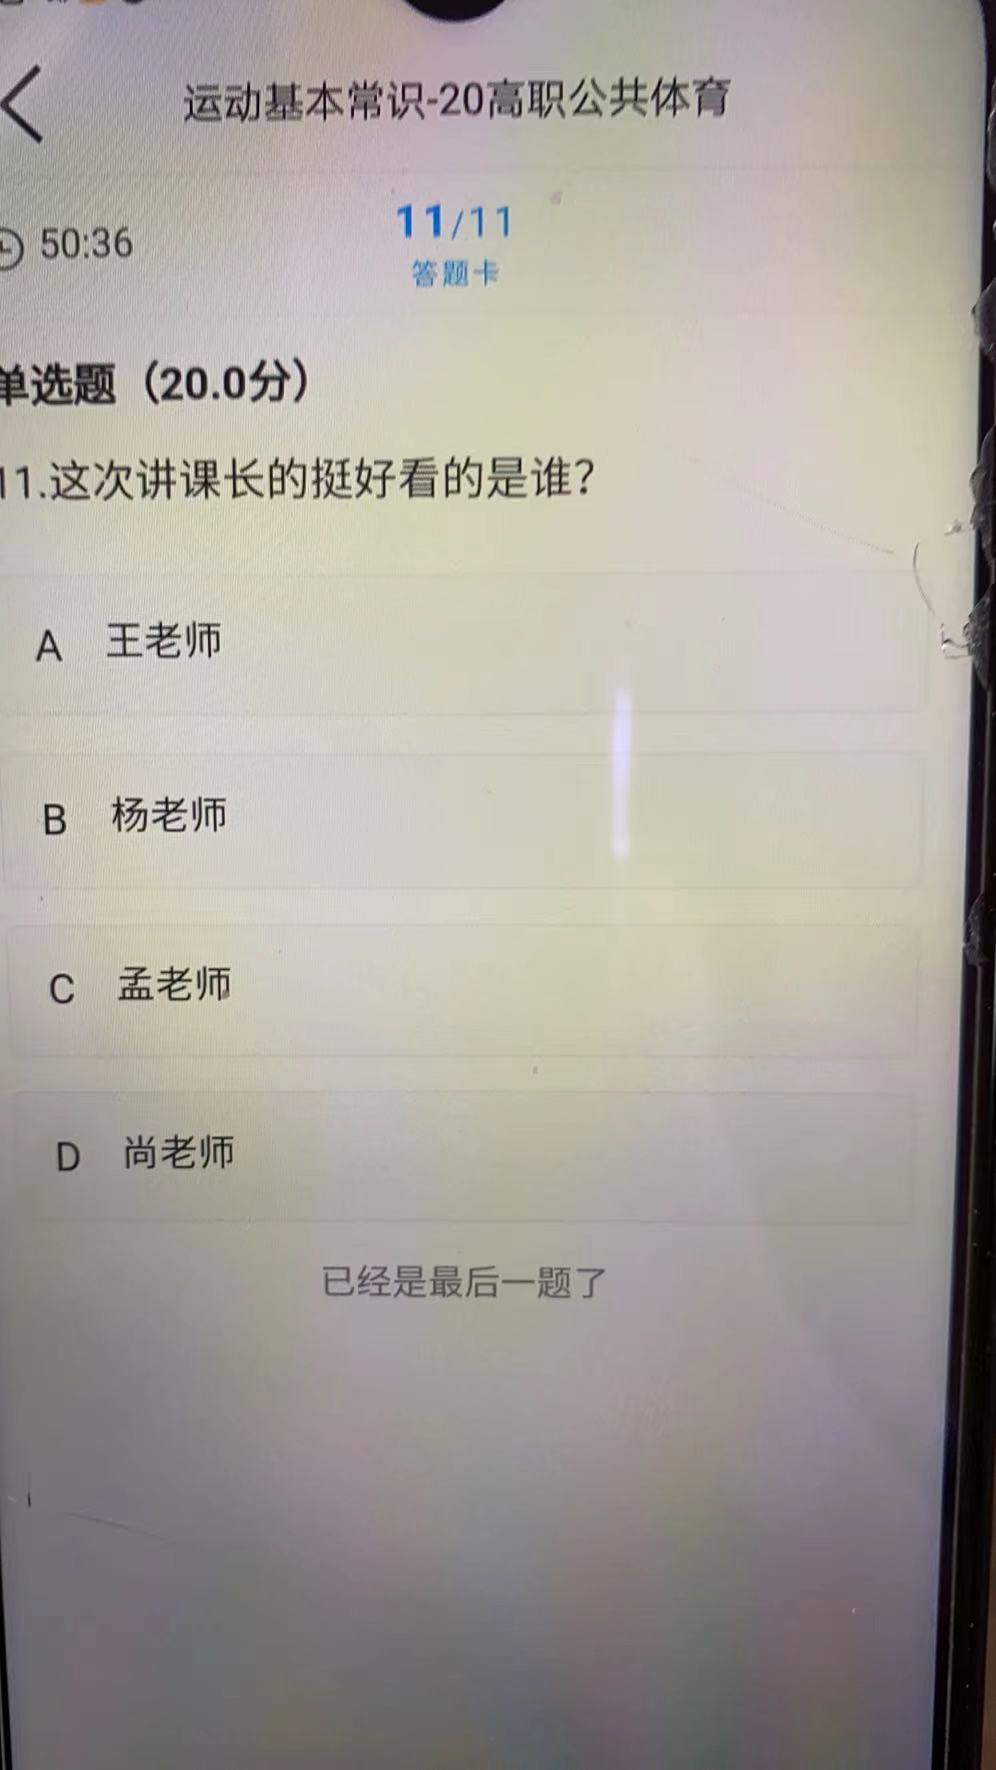 运动基本常识-20高职公共体育
50:36
11/11
答题卡
单选题（20.0分）
11.这次讲课长的挺好看的是谁？
A 王老师
B 杨老师
C 孟老师
D 尚老师
已经是最后一题了